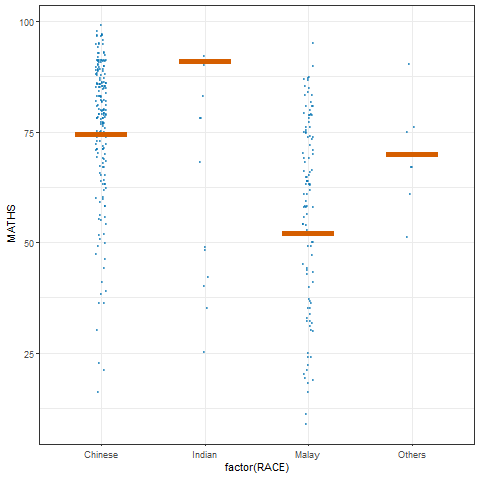 100
75
50
25
MATHS
Chinese
Indian
Malay
Others
factor(RACE)